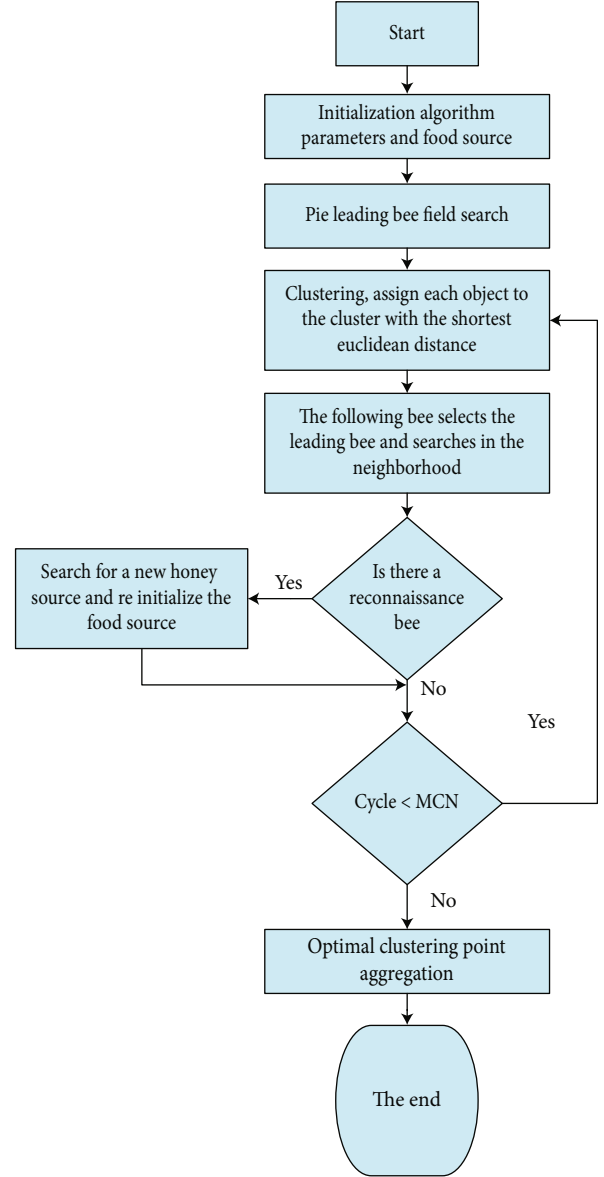 Start
Initialization algorithm
parameters and food source
Pie leading bee field search
Clustering, assign each object to
the cluster with the shortest
euclidean distance
The following bee selects the
leading bee and searches in the
neighborhood
Is there a
reconnaissance
bee
Yes
Search for a new honey
source and re initialize the
food source
No
Cycle < MCN
Yes
No
Optimal clustering point
aggregation
The end